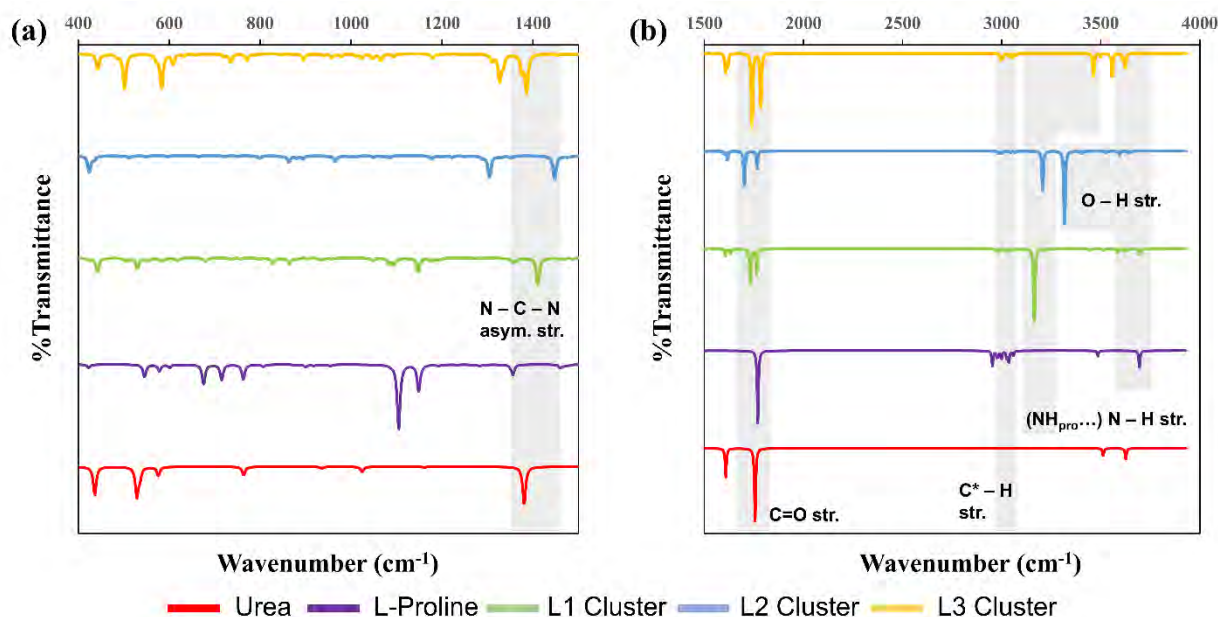 (a)
400 600 800 1000 1200 1400
%Transmittance
N – C – N
asym. str.
Wavenumber (cm⁻¹)
(b)
1500 2000 2500 3000 3500 4000
%Transmittance
O – H str.
(NHpro…) N – H str.
C* – H
str.
C=O str.
Wavenumber (cm⁻¹)
Urea L-Proline L1 Cluster L2 Cluster L3 Cluster